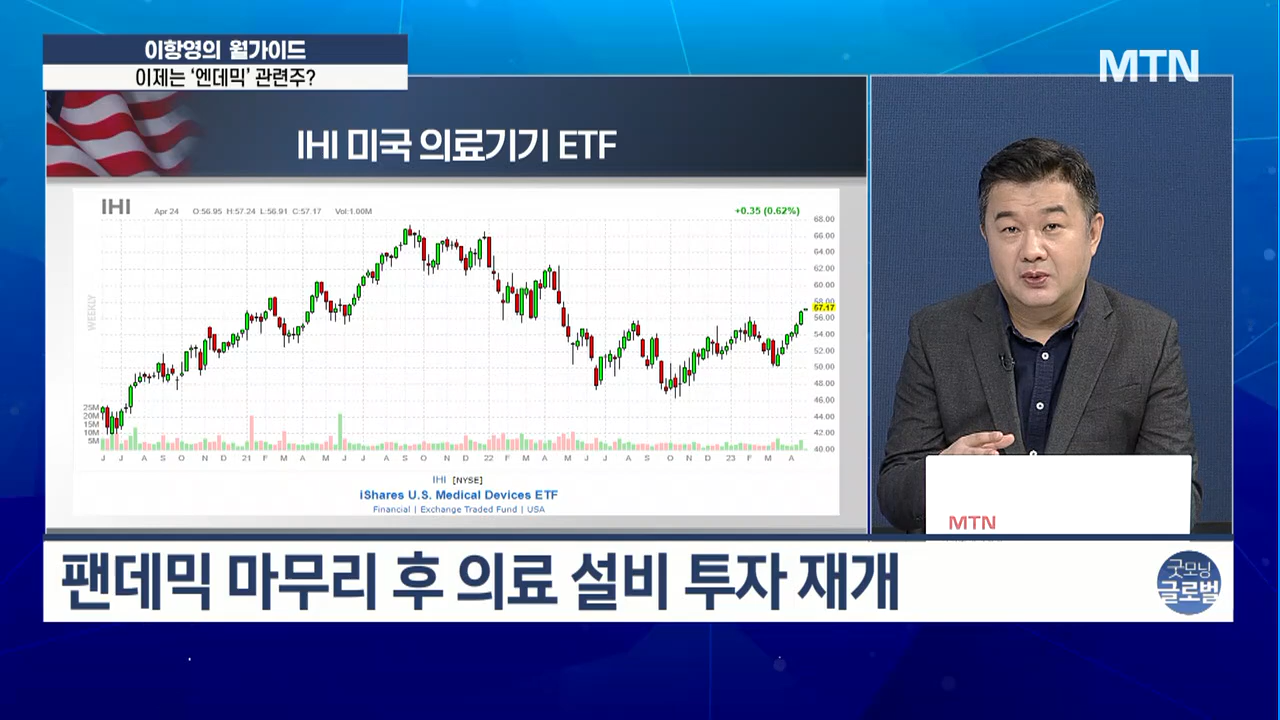 이항영의 월가이드
이제는 '엔데믹' 관련주?
MTN
IHI 미국 의료기기 ETF
IHI Apr 24 O:56.95 H:57.24 L:56.91 C:57.17 Vol:1.00M +0.35 (0.62%)
68.00
66.00
64.00
62.00
60.00
58.00
57.17
56.00
54.00
52.00
50.00
48.00
46.00
44.00
42.00
40.00
WEEKLY
25M
20M
15M
10M
5M
J J A S O N D 21 F M A M J J A S O N D 22 F M A M J J A S O N D 23 F M A
IHI [NYSE]
iShares U.S. Medical Devices ETF
Financial | Exchange Traded Fund | USA
MTN
팬데믹 마무리 후 의료 설비 투자 재개
굿모닝
글로벌